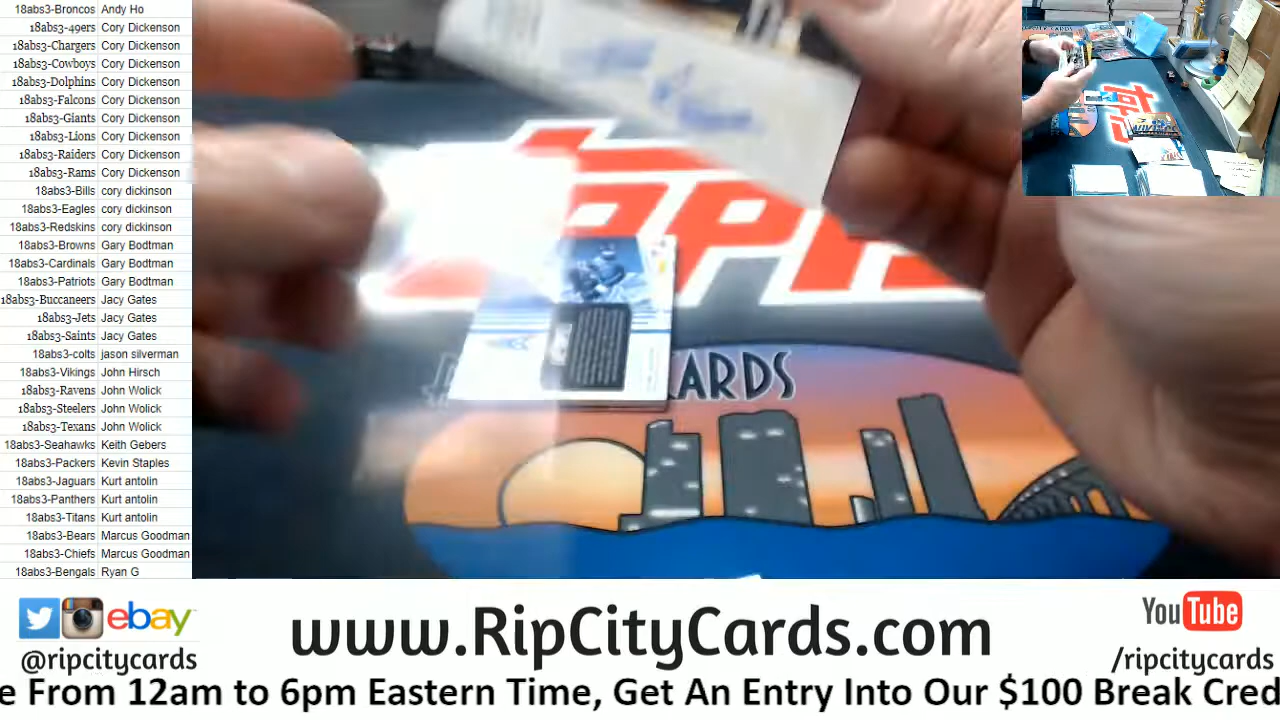 18abs3-Broncos Andy Ho
18abs3-49ers Cory Dickenson
18abs3-Chargers Cory Dickenson
18abs3-Cowboys Cory Dickenson
18abs3-Dolphins Cory Dickenson
18abs3-Falcons Cory Dickenson
18abs3-Giants Cory Dickenson
18abs3-Lions Cory Dickenson
18abs3-Raiders Cory Dickenson
18abs3-Rams Cory Dickenson
18abs3-Bills cory dickinson
18abs3-Eagles cory dickinson
18abs3-Redskins cory dickinson
18abs3-Browns Gary Bodtman
18abs3-Cardinals Gary Bodtman
18abs3-Patriots Gary Bodtman
18abs3-Buccaneers Jacy Gates
18abs3-Jets Jacy Gates
18abs3-Saints Jacy Gates
18abs3-colts jason silverman
18abs3-Vikings John Hirsch
18abs3-Ravens John Wolick
18abs3-Steelers John Wolick
18abs3-Texans John Wolick
18abs3-Seahawks Keith Gebers
18abs3-Packers Kevin Staples
18abs3-Jaguars Kurt antolin
18abs3-Panthers Kurt antolin
18abs3-Titans Kurt antolin
18abs3-Bears Marcus Goodman
18abs3-Chiefs Marcus Goodman
18abs3-Bengals Ryan G
TOPPS
CARDS
ebay
@ripcitycards
www.RipCityCards.com
YouTube
/ripcitycards
e From 12am to 6pm Eastern Time, Get An Entry Into Our $100 Break Cred